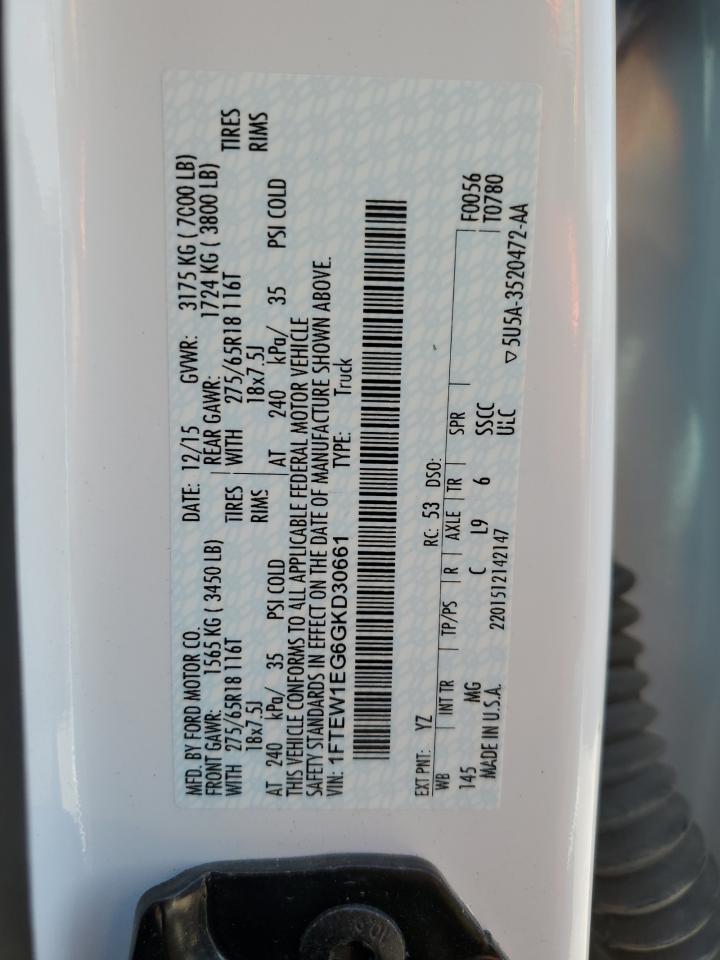 MFD. BY FORD MOTOR CO. DATE: 12/15 GVWR: 3175 KG ( 7000 LB)
FRONT GAWR: 1565 KG ( 3450 LB) REAR GAWR: 1724 KG ( 3800 LB)
WITH 275/65R18 116T TIRES WITH 275/65R18 116T TIRES
18x7.5J RIMS 18x7.5J RIMS
AT 240 kPa/ 35 PSI COLD AT 240 kPa/ 35 PSI COLD
THIS VEHICLE CONFORMS TO ALL APPLICABLE FEDERAL MOTOR VEHICLE
SAFETY STANDARDS IN EFFECT ON THE DATE OF MANUFACTURE SHOWN ABOVE.
VIN: 1FTEW1EG6GKD30661 TYPE: Truck
EXT PNT: YZ RC: 53 DSO:
WB INT TR TP/PS R AXLE TR SPR F0056
145 MG C L9 6 SSCC T0780
MADE IN U.S.A. 2201512142147 ULC ▽5U5A-3520472-AA